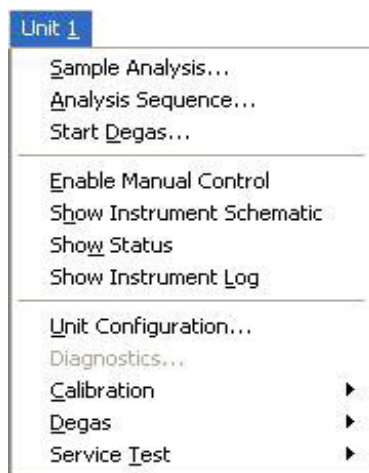 Unit 1
Sample Analysis...
Analysis Sequence...
Start Degas...
Enable Manual Control
Show Instrument Schematic
Show Status
Show Instrument Log
Unit Configuration...
Diagnostics...
Calibration
Degas
Service Test